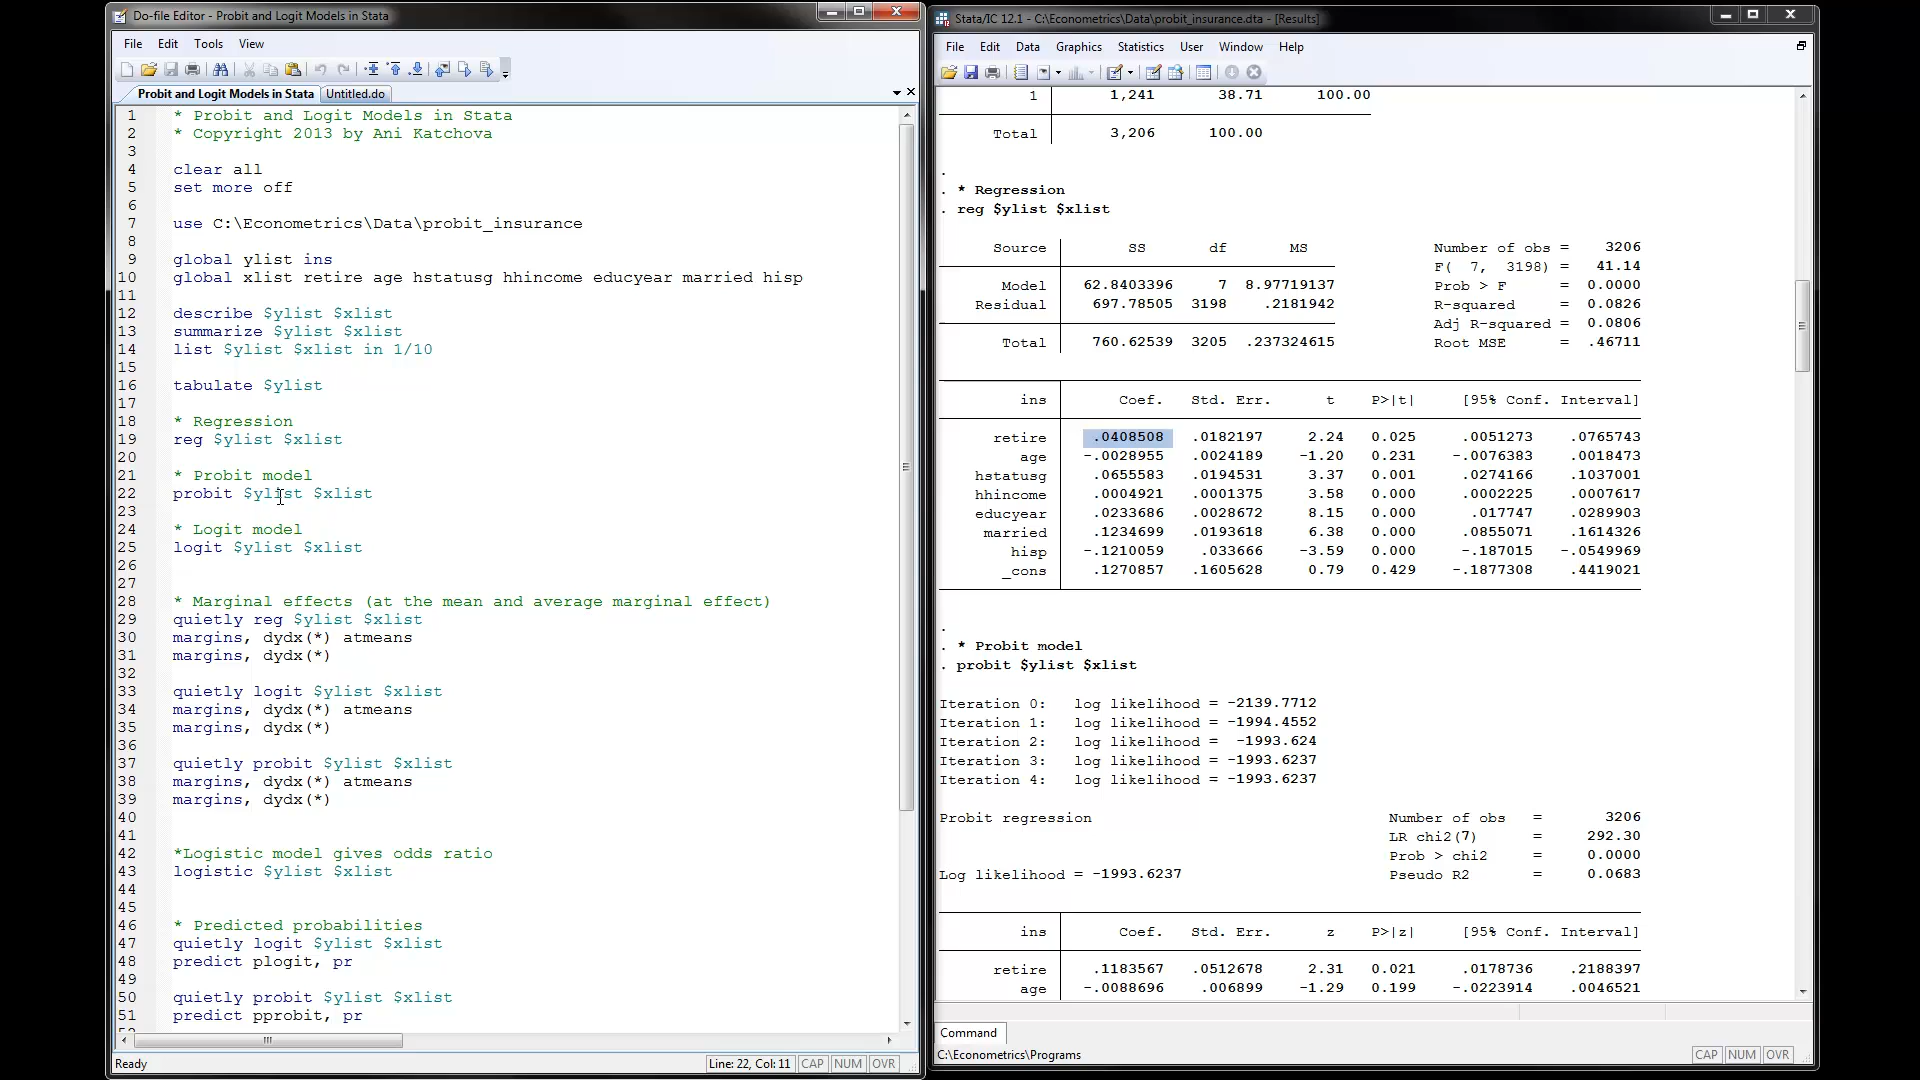 Do-file Editor - Probit and Logit Models in Stata
File Edit Tools View
Probit and Logit Models in Stata Untitled.do
1 * Probit and Logit Models in Stata
2 * Copyright 2013 by Ani Katchova
3
4 clear all
5 set more off
6
7 use C:\Econometrics\Data\probit_insurance
8
9 global ylist ins
10 global xlist retire age hstatusg hhincome educyear married hisp
11
12 describe $ylist $xlist
13 summarize $ylist $xlist
14 list $ylist $xlist in 1/10
15
16 tabulate $ylist
17
18 * Regression
19 reg $ylist $xlist
20
21 * Probit model
22 probit $ylist $xlist
23
24 * Logit model
25 logit $ylist $xlist
26
27
28 * Marginal effects (at the mean and average marginal effect)
29 quietly reg $ylist $xlist
30 margins, dydx(*) atmeans
31 margins, dydx(*)
32
33 quietly logit $ylist $xlist
34 margins, dydx(*) atmeans
35 margins, dydx(*)
36
37 quietly probit $ylist $xlist
38 margins, dydx(*) atmeans
39 margins, dydx(*)
40
41
42 *Logistic model gives odds ratio
43 logistic $ylist $xlist
44
45
46 * Predicted probabilities
47 quietly logit $ylist $xlist
48 predict plogit, pr
49
50 quietly probit $ylist $xlist
51 predict pprobit, pr
Ready Line: 22, Col: 11 CAP NUM OVR
Stata/IC 12.1 - C:\Econometrics\Data\probit_insurance.dta - [Results]
File Edit Data Graphics Statistics User Window Help
1 1,241 38.71 100.00
Total 3,206 100.00
.
. * Regression
. reg $ylist $xlist
Source SS df MS Number of obs = 3206
F( 7, 3198) = 41.14
Model 62.8403396 7 8.97719137 Prob > F = 0.0000
Residual 697.78505 3198 .2181942 R-squared = 0.0826
Adj R-squared = 0.0806
Total 760.62539 3205 .237324615 Root MSE = .46711
ins Coef. Std. Err. t P>|t| [95% Conf. Interval]
retire .0408508 .0182197 2.24 0.025 .0051273 .0765743
age -.0028955 .0024189 -1.20 0.231 -.0076383 .0018473
hstatusg .0655583 .0194531 3.37 0.001 .0274166 .1037001
hhincome .0004921 .0001375 3.58 0.000 .0002225 .0007617
educyear .0233686 .0028672 8.15 0.000 .017747 .0289903
married .1234699 .0193618 6.38 0.000 .0855071 .1614326
hisp -.1210059 .033666 -3.59 0.000 -.187015 -.0549969
_cons .1270857 .1605628 0.79 0.429 -.1877308 .4419021
.
. * Probit model
. probit $ylist $xlist
Iteration 0: log likelihood = -2139.7712
Iteration 1: log likelihood = -1994.4552
Iteration 2: log likelihood = -1993.624
Iteration 3: log likelihood = -1993.6237
Iteration 4: log likelihood = -1993.6237
Probit regression Number of obs = 3206
LR chi2(7) = 292.30
Prob > chi2 = 0.0000
Log likelihood = -1993.6237 Pseudo R2 = 0.0683
ins Coef. Std. Err. z P>|z| [95% Conf. Interval]
retire .1183567 .0512678 2.31 0.021 .0178736 .2188397
age -.0088696 .006899 -1.29 0.199 -.0223914 .0046521
Command
C:\Econometrics\Programs CAP NUM OVR